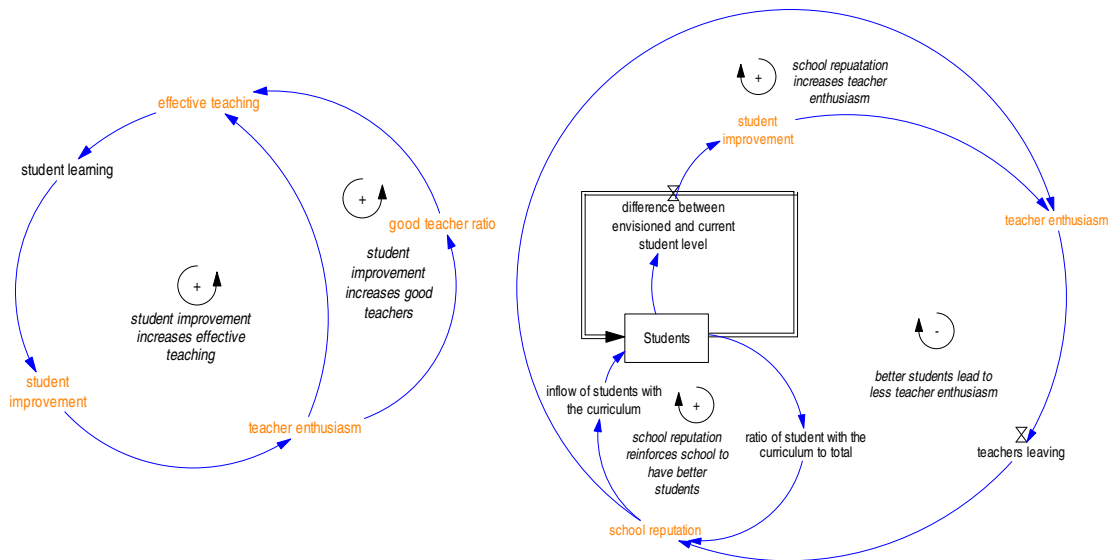 effective teaching
student learning
+
good teacher ratio
student
improvement
increases good
teachers
+
student improvement
increases effective
teaching
student
improvement
teacher enthusiasm
+
school repuatation
increases teacher
enthusiasm
student
improvement
difference between
envisioned and current
student level
teacher enthusiasm
Students
-
better students lead to
less teacher enthusiasm
inflow of students with
the curriculum
+
school reputation
reinforces school to
have better
students
ratio of student with the
curriculum to total
teachers leaving
school reputation